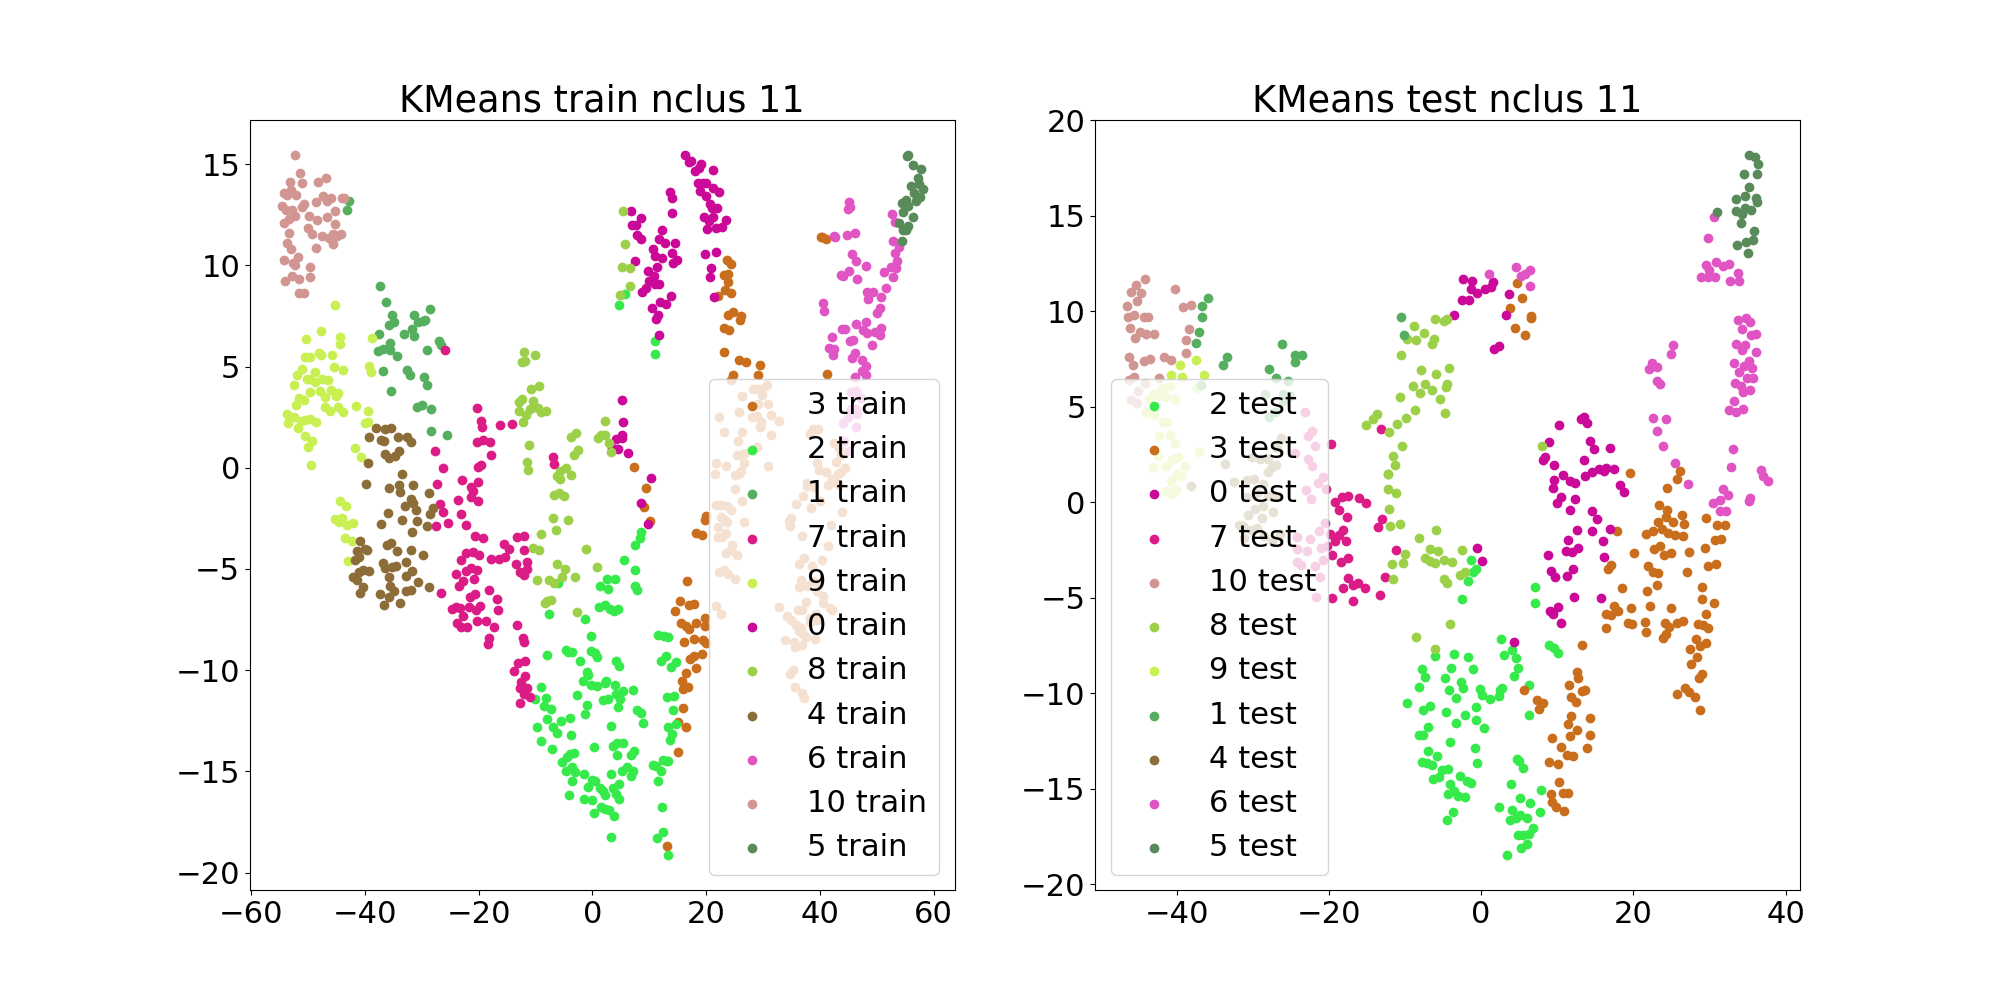 KMeans train nclus 11
15
10
5
0
−5
−10
−15
−20
−60 −40 −20 0 20 40 60
3 train
2 train
1 train
7 train
9 train
0 train
8 train
4 train
6 train
10 train
5 train
KMeans test nclus 11
20
15
10
5
0
−5
−10
−15
−20
−40 −20 0 20 40
2 test
3 test
0 test
7 test
10 test
8 test
9 test
1 test
4 test
6 test
5 test